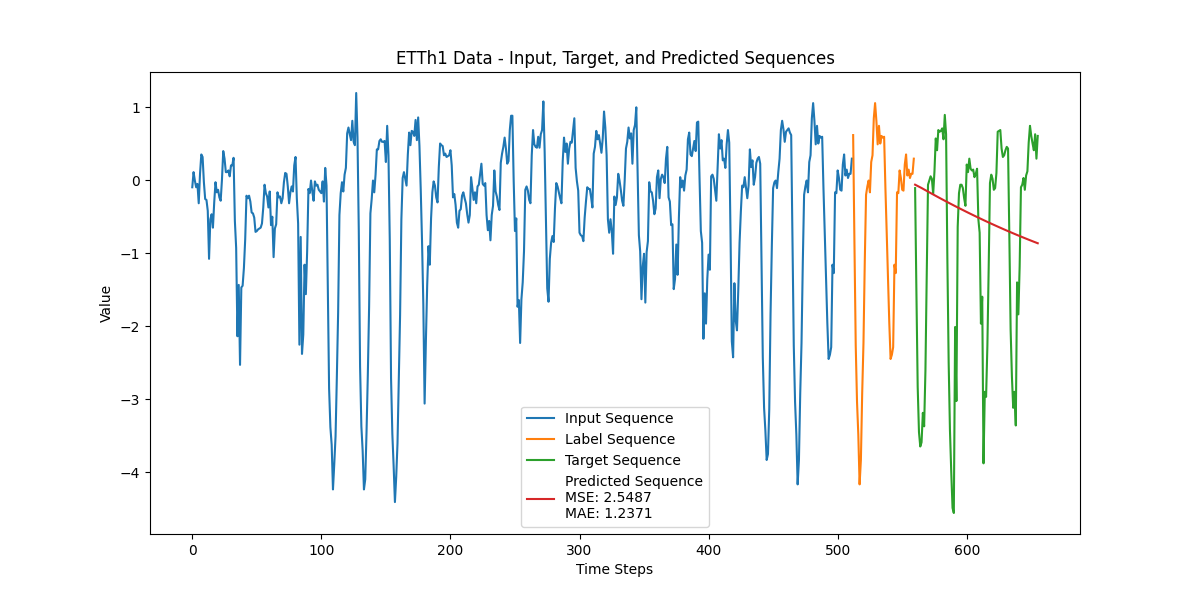 ETTh1 Data - Input, Target, and Predicted Sequences
1
0
−1
−2
−3
−4
Value
0 100 200 300 400 500 600
Time Steps
Input Sequence
Label Sequence
Target Sequence
Predicted Sequence
MSE: 2.5487
MAE: 1.2371